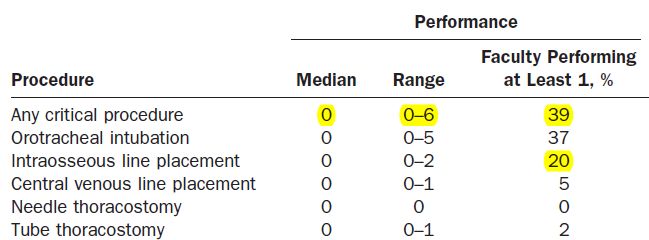 Performance
Faculty Performing
Procedure Median Range at Least 1, %
Any critical procedure 0 0–6 39
Orotracheal intubation 0 0–5 37
Intraosseous line placement 0 0–2 20
Central venous line placement 0 0–1 5
Needle thoracostomy 0 0 0
Tube thoracostomy 0 0–1 2